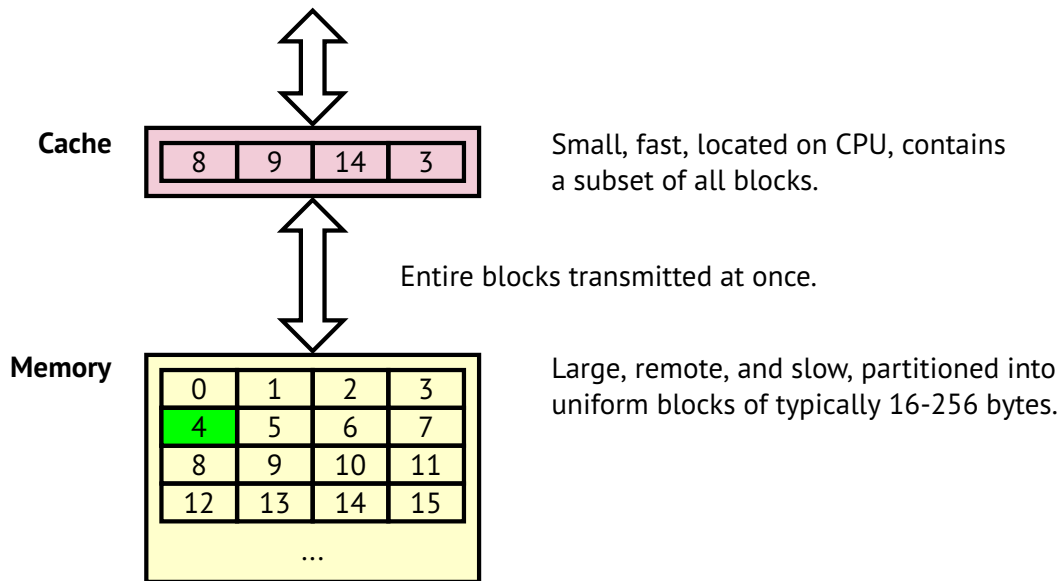 Cache
8 9 14 3
Small, fast, located on CPU, contains
a subset of all blocks.
Entire blocks transmitted at once.
Memory
0 1 2 3
4 5 6 7
8 9 10 11
12 13 14 15
...
Large, remote, and slow, partitioned into
uniform blocks of typically 16-256 bytes.